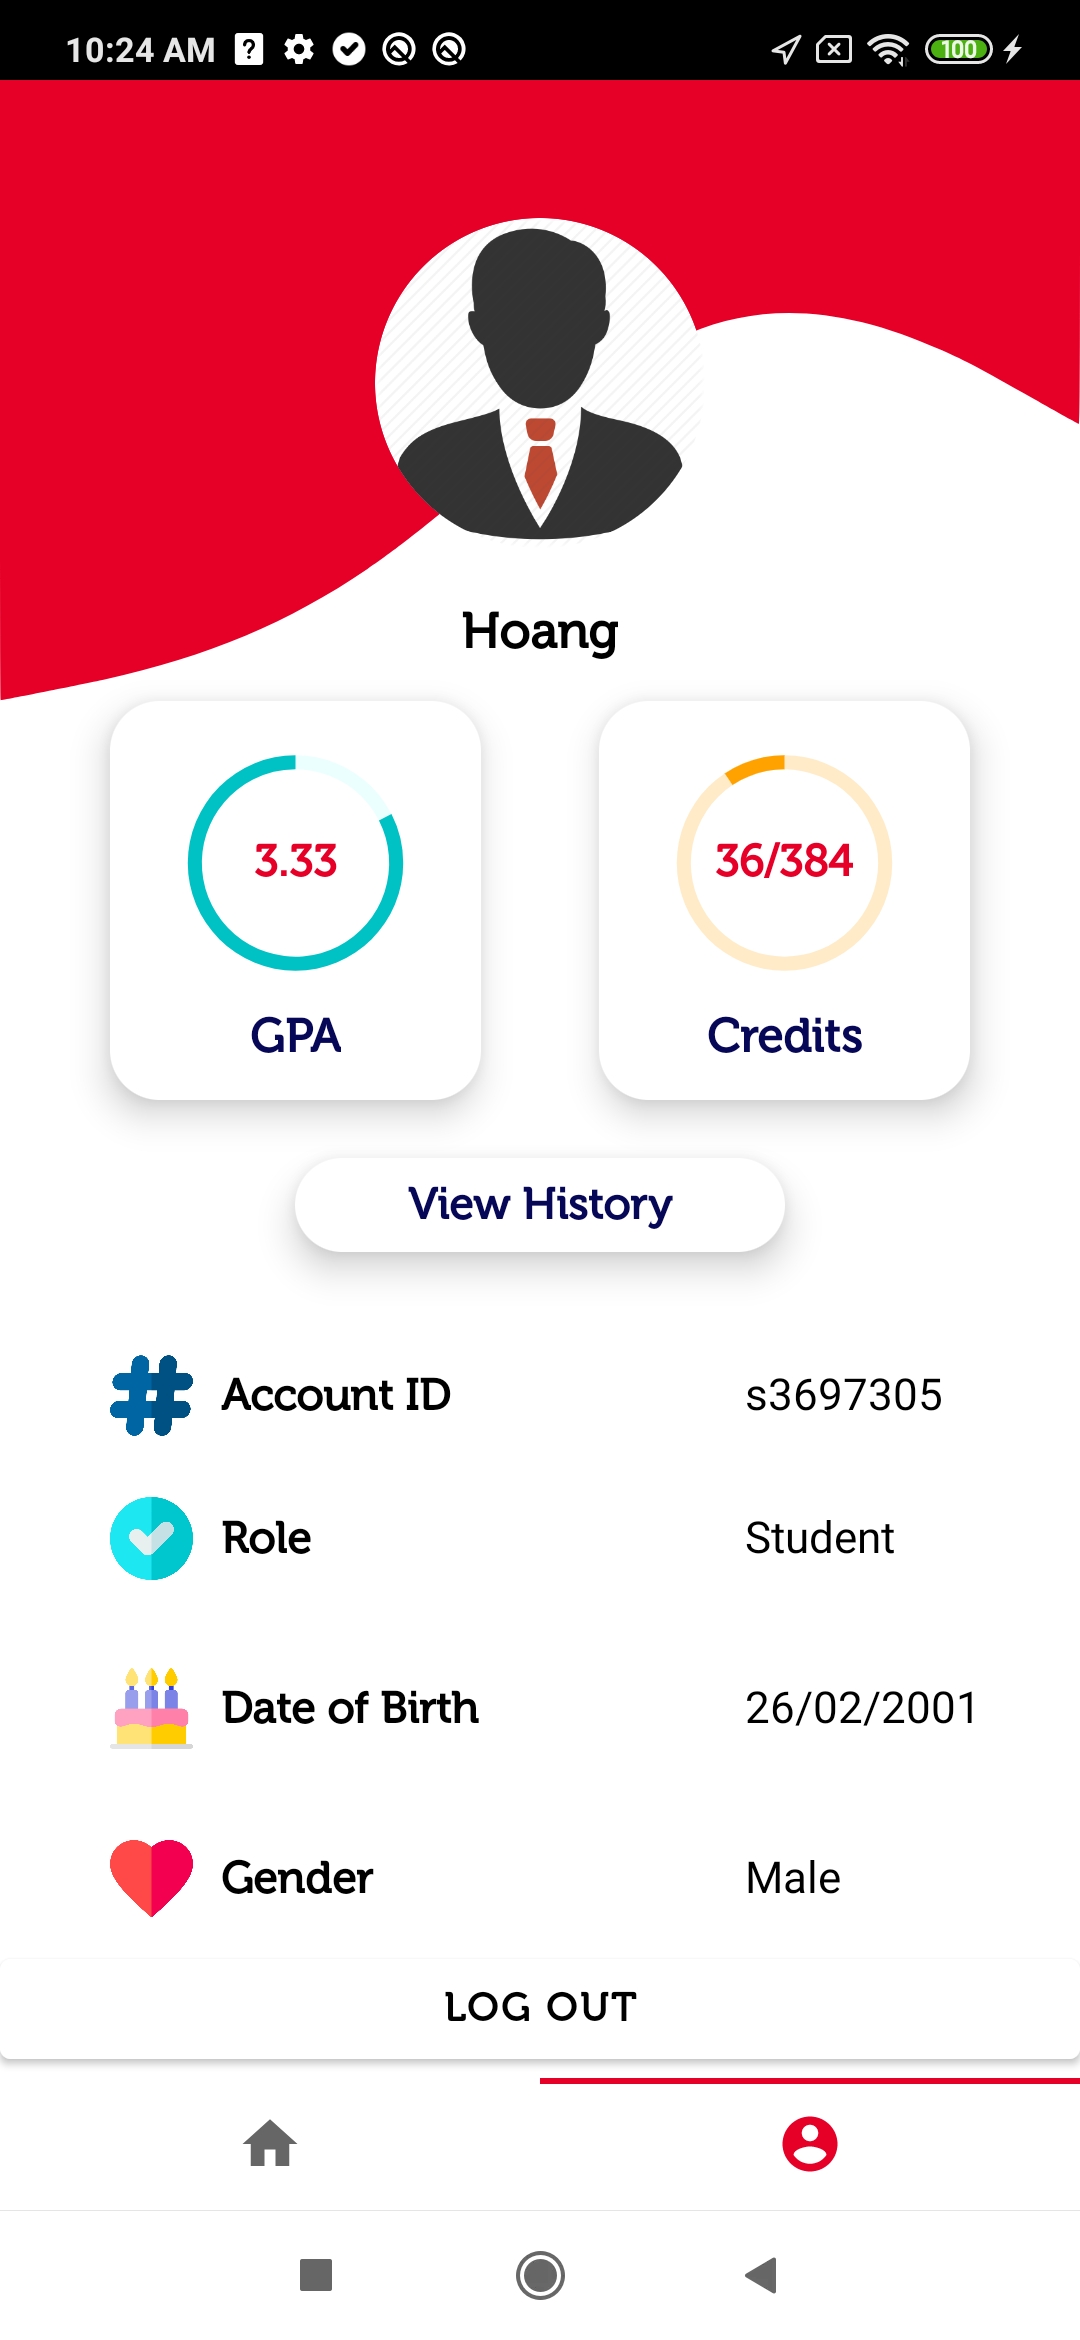 10:24 AM
100
Hoang
3.33
36/384
GPA
Credits
View History
Account ID
s3697305
Role
Student
Date of Birth
26/02/2001
Gender
Male
LOG OUT